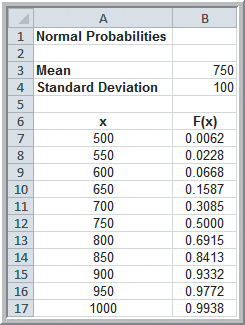 A B
1 Normal Probabilities
2
3 Mean 750
4 Standard Deviation 100
5
6 x F(x)
7 500 0.0062
8 550 0.0228
9 600 0.0668
10 650 0.1587
11 700 0.3085
12 750 0.5000
13 800 0.6915
14 850 0.8413
15 900 0.9332
16 950 0.9772
17 1000 0.9938